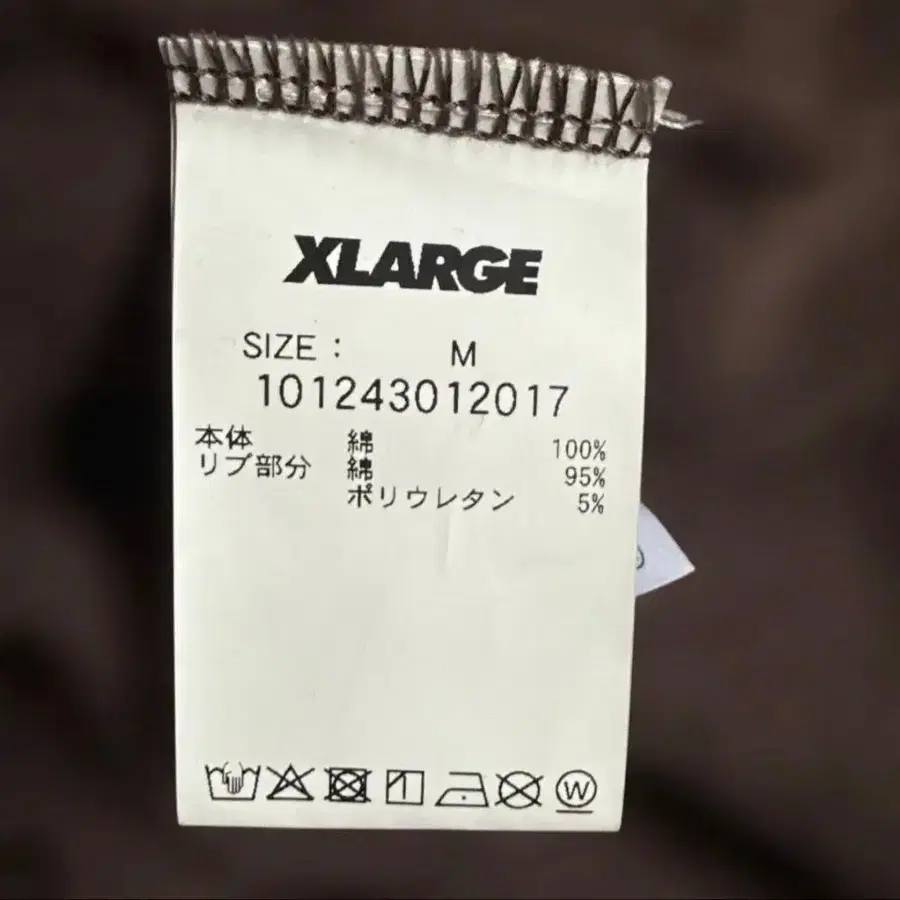 XLARGE
SIZE : M
101243012017
本体 綿 100%
リブ部分 綿 95%
ポリウレタン 5%
W